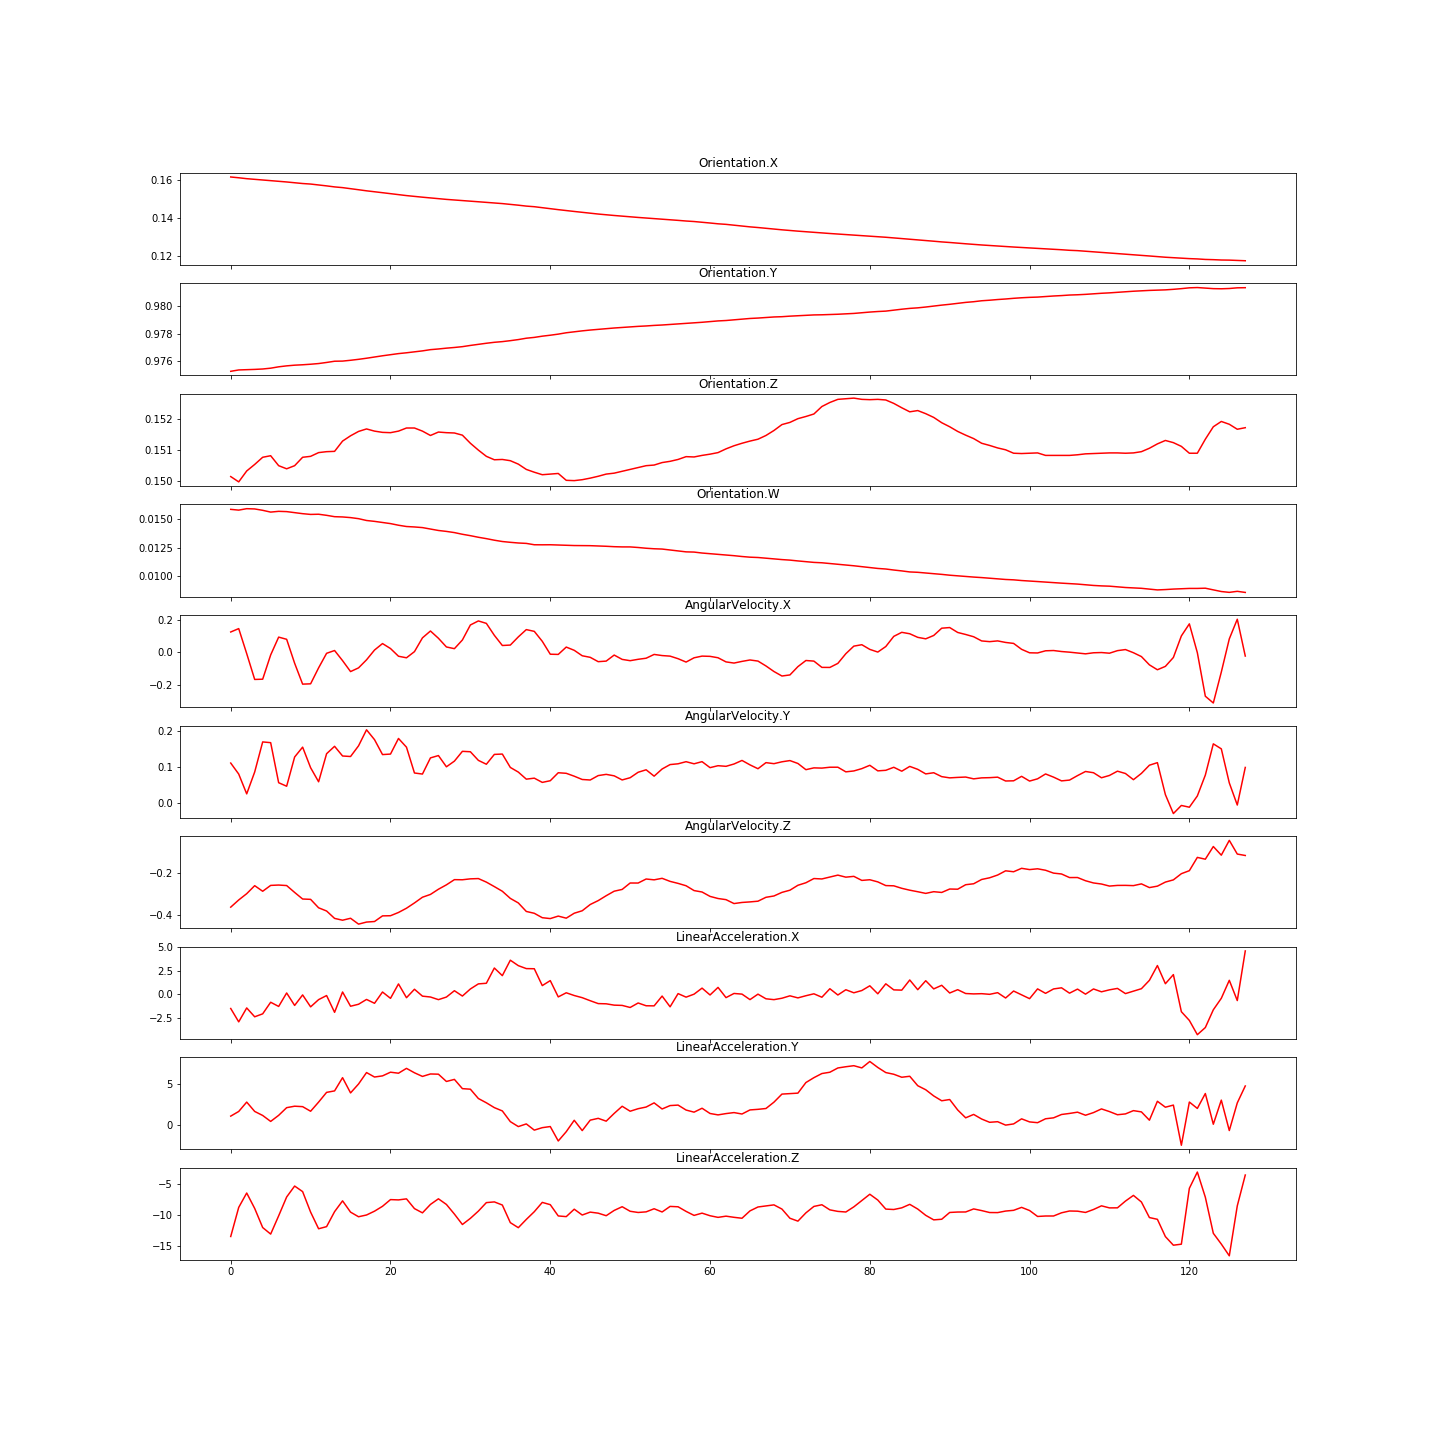 Orientation.X
0.16
0.14
0.12
Orientation.Y
0.980
0.978
0.976
Orientation.Z
0.152
0.151
0.150
Orientation.W
0.0150
0.0125
0.0100
AngularVelocity.X
0.2
0.0
−0.2
AngularVelocity.Y
0.2
0.1
0.0
AngularVelocity.Z
−0.2
−0.4
LinearAcceleration.X
5.0
2.5
0.0
−2.5
LinearAcceleration.Y
5
0
LinearAcceleration.Z
−5
−10
−15
0 20 40 60 80 100 120